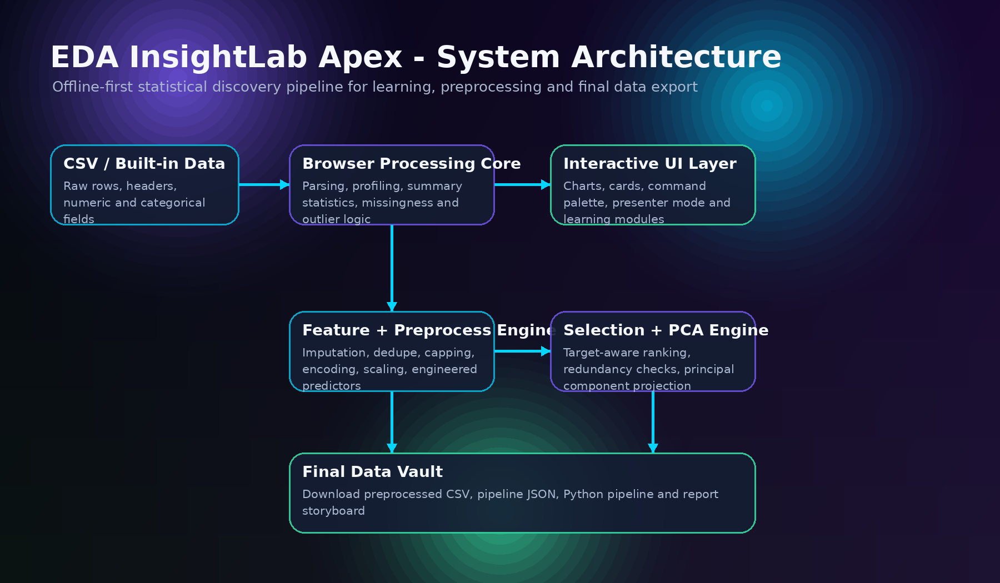 EDA InsightLab Apex - System Architecture
Offline-first statistical discovery pipeline for learning, preprocessing and final data export
CSV / Built-in Data
Raw rows, headers,
numeric and categorical
fields
Browser Processing Core
Parsing, profiling, summary
statistics, missingness and
outlier logic
Interactive UI Layer
Charts, cards, command
palette, presenter mode and
learning modules
Feature + Preprocess Engine
Imputation, dedupe, capping,
encoding, scaling, engineered
predictors
Selection + PCA Engine
Target-aware ranking,
redundancy checks, principal
component projection
Final Data Vault
Download preprocessed CSV, pipeline JSON, Python pipeline and report
storyboard